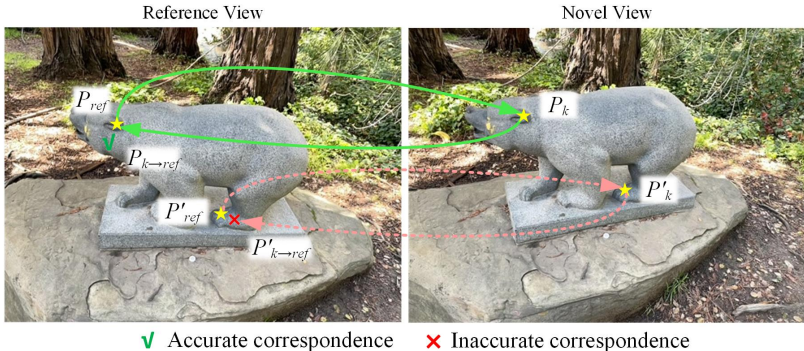 Reference View
Novel View
P_ref
P_k
P_k→ref
P'_ref
P'_k
P'_k→ref
√ Accurate correspondence
× Inaccurate correspondence